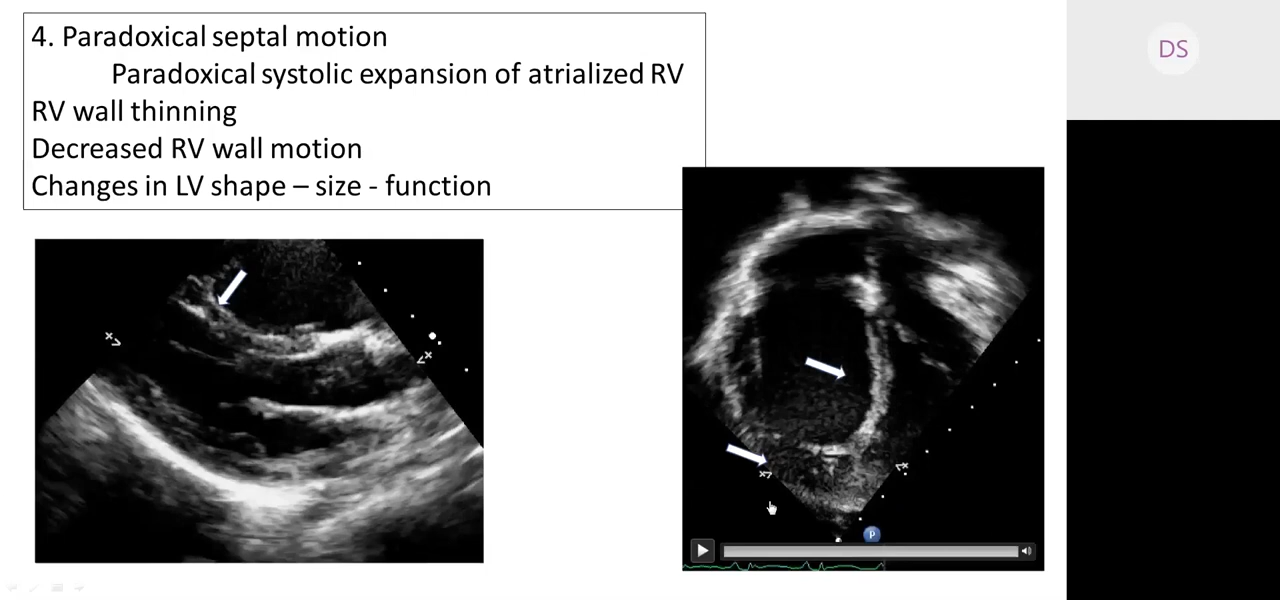 4. Paradoxical septal motion
Paradoxical systolic expansion of atrialized RV
RV wall thinning
Decreased RV wall motion
Changes in LV shape – size - function
DS
P